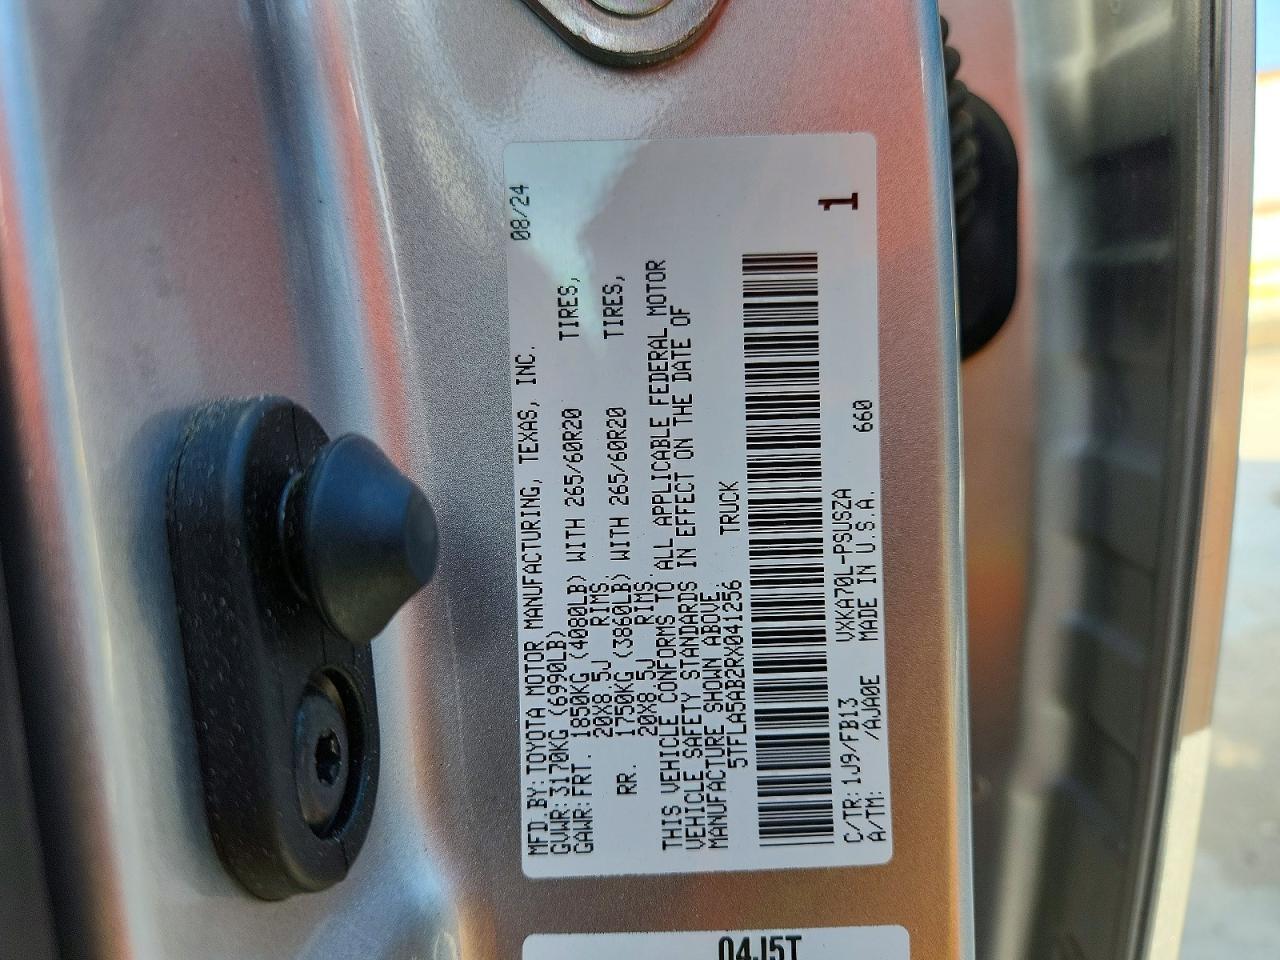 MFD.BY:TOYOTA MOTOR MANUFACTURING, TEXAS, INC. 08/24
GVWR:3170KG (6990LB)
GAWR:FRT. 1850KG (4080LB) WITH 265/60R20 TIRES,
20X8.5J RIMS.
RR. 1750KG (3860LB) WITH 265/60R20 TIRES,
20X8.5J RIMS.
THIS VEHICLE CONFORMS TO ALL APPLICABLE FEDERAL MOTOR
VEHICLE SAFETY STANDARDS IN EFFECT ON THE DATE OF
MANUFACTURE SHOWN ABOVE.
5TFLA5AB2RX041256 TRUCK
1
C/TR:1J9/FB13 VXKA70L-PSUSZA 660
A/TM: /AJA0E MADE IN U.S.A.
04J5T